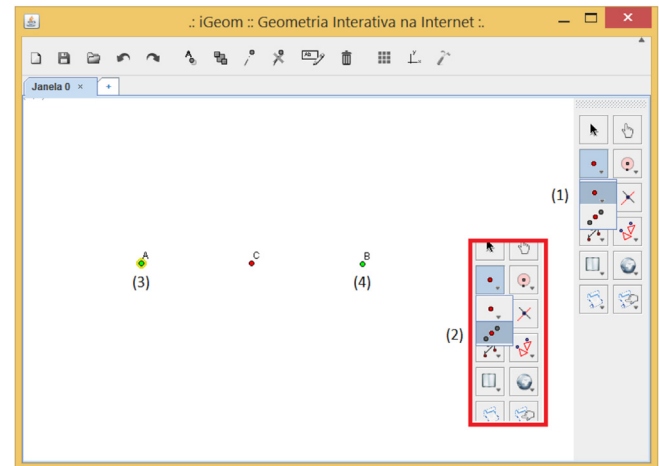 .: iGeom :: Geometria Interativa na Internet :.
Janela 0 × +
(1)
A C B
(3) (4)
(2)